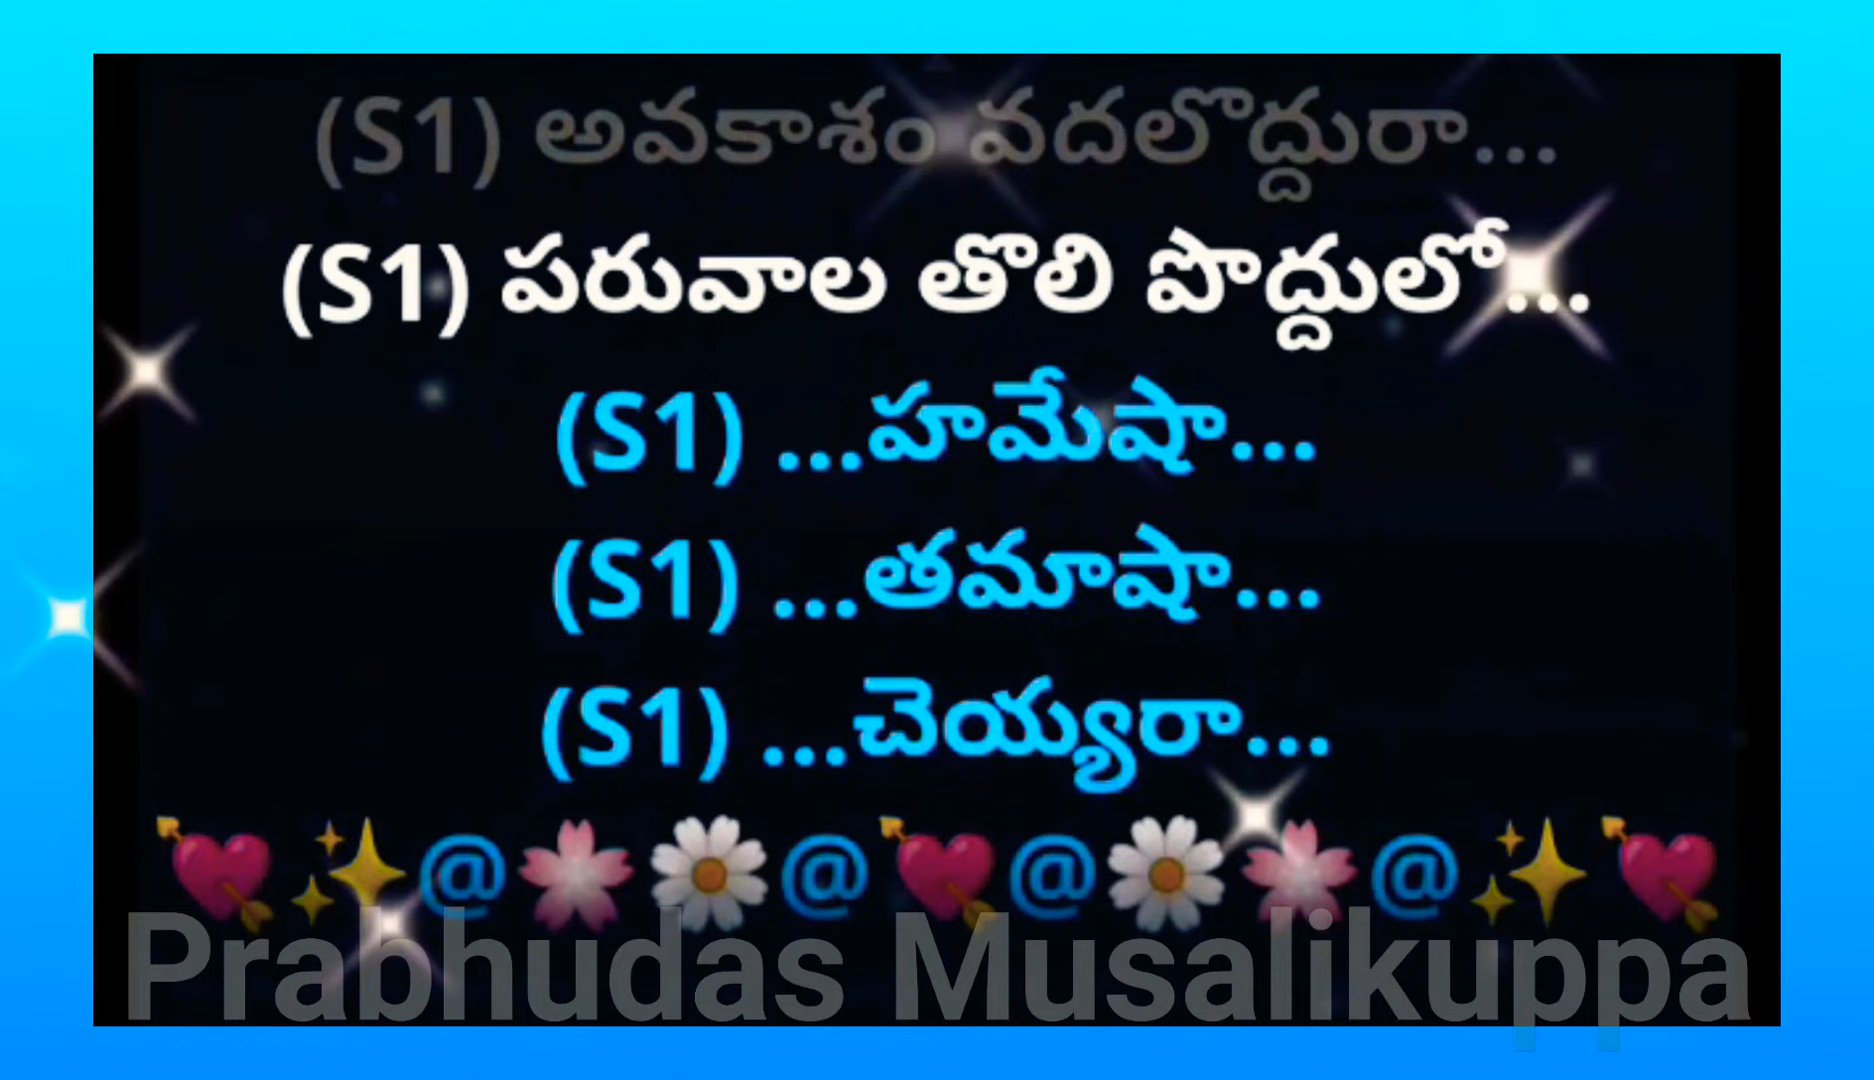 (S1) అవకాశం వదలొద్దురా...
(S1) పరువాల తొలి పొద్దులో...
(S1) ...హమేషా...
(S1) ...తమాషా...
(S1) ...చెయ్యరా...
💘✨@🌸🌼@💘@🌼🌸@✨💘
Prabhudas Musalikuppa